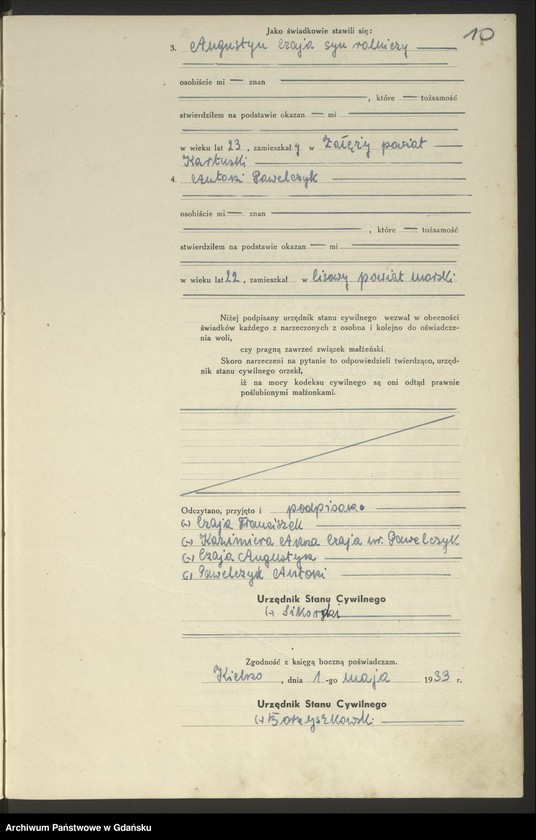 10
Jako świadkowie stawili się:
3. Augustyn Czaja syn rolniczy
osobiście mi — znan
, które — tożsamość
stwierdziłem na podstawie okazan — mi
w wieku lat 23, zamieszkały w Załęży powiat
Kartuski
4. Antoni Pawelczyk
osobiście mi — znan
, które — tożsamość
stwierdziłem na podstawie okazan — mi
w wieku lat 22, zamieszkał w Cisowy powiat morski
Niżej podpisany urzędnik stanu cywilnego wezwał w obecności
świadków każdego z narzeczonych z osobna i kolejno do oświadcze-
nia woli,
czy pragną zawrzeć związek małżeński.
Skoro narzeczeni na pytanie to odpowiedzieli twierdząco, urzęd-
nik stanu cywilnego orzekł,
iż na mocy kodeksu cywilnego są oni odtąd prawnie
poślubionymi małżonkami.
Odczytano, przyjęto i podpisano
(-) Czaja Franciszek
(-) Kazimiera Anna Czaja ur. Pawelczyk
(-) Czaja Augustyn
(-) Pawelczyk Antoni
Urzędnik Stanu Cywilnego
(-) Sikorski
Zgodność z księgą boczną poświadczam.
Kielno, dnia 1-go maja 1933 r.
Urzędnik Stanu Cywilnego
(-)
Archiwum Państwowe w Gdańsku